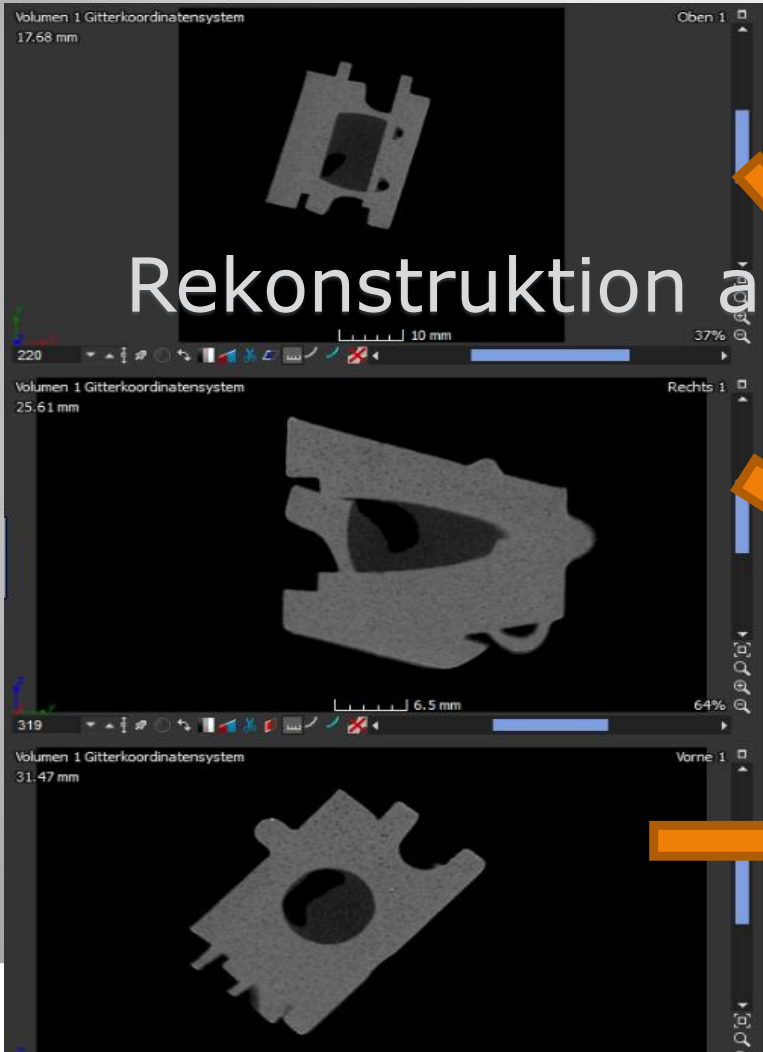 Volumen 1 Gitterkoordinatensystem Oben 1
17.68 mm
Rekonstruktion a
10 mm 37%
220
Volumen 1 Gitterkoordinatensystem Rechts 1
25.61 mm
6.5 mm 64%
319
Volumen 1 Gitterkoordinatensystem Vorne 1
31.47 mm